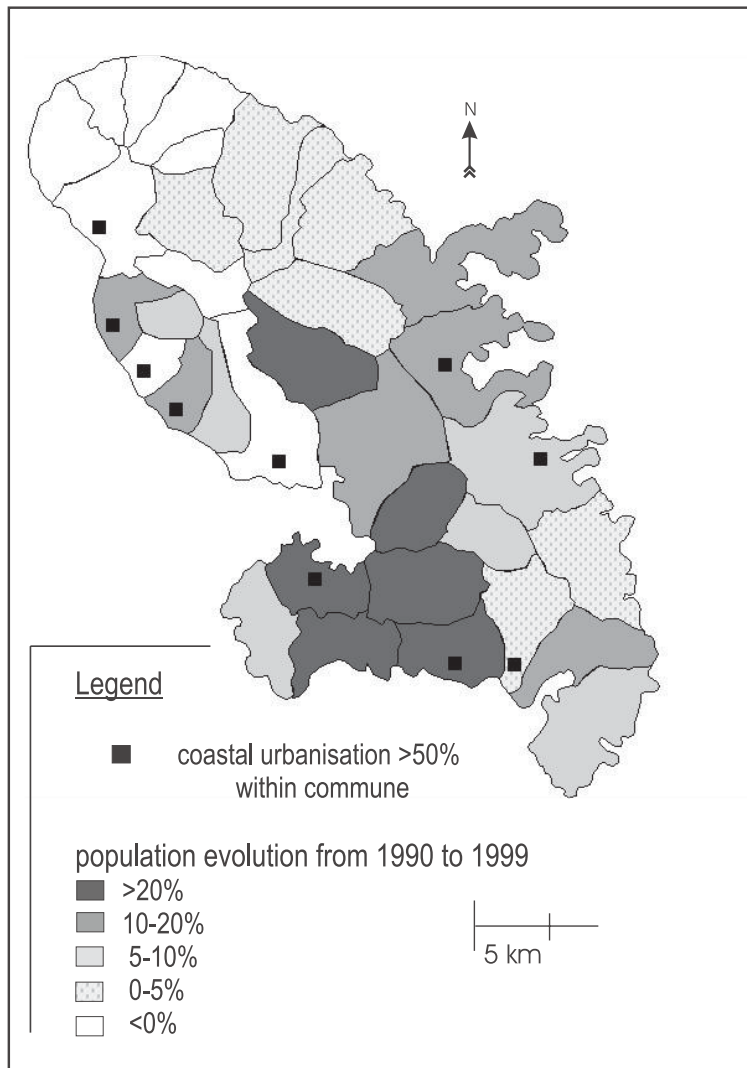 N
Legend
coastal urbanisation >50%
within commune
population evolution from 1990 to 1999
>20%
10-20%
5-10%
0-5%
<0%
5 km